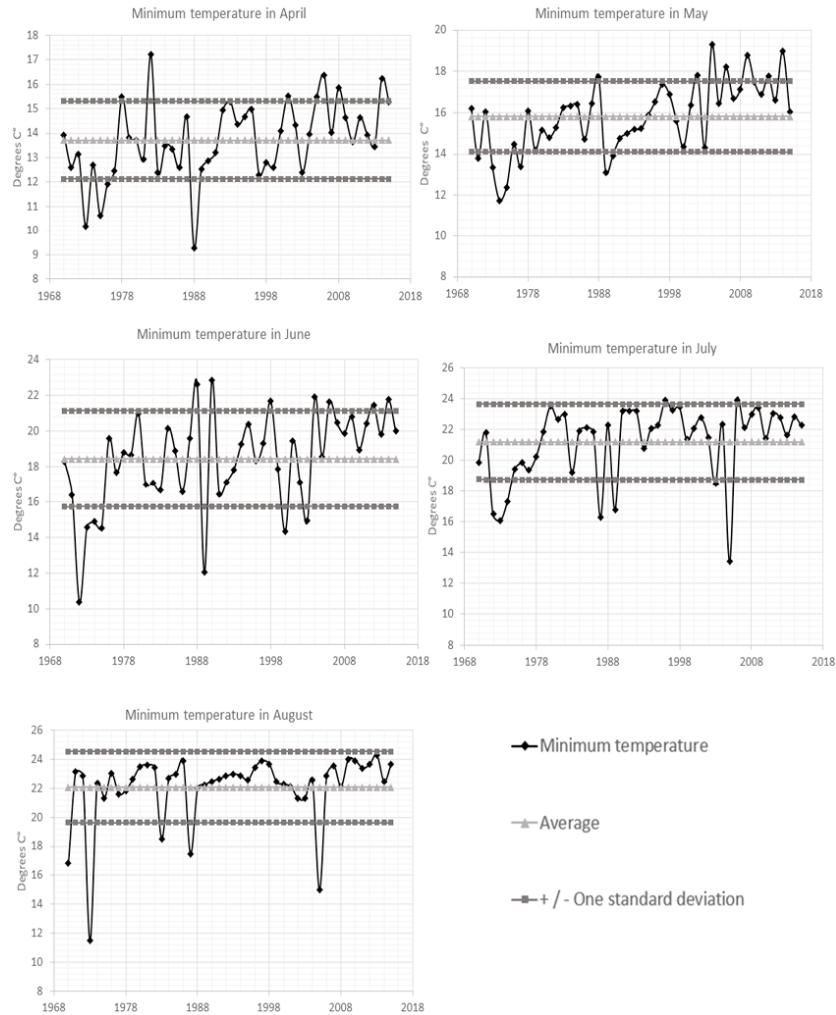 Minimum temperature in April
Degrees C°
18
17
16
15
14
13
12
11
10
9
8
1968 1978 1988 1998 2008 2018
Minimum temperature in May
Degrees C°
20
18
16
14
12
10
8
1968 1978 1988 1998 2008 2018
Minimum temperature in June
Degrees C°
24
22
20
18
16
14
12
10
8
1968 1978 1988 1998 2008 2018
Minimum temperature in July
Degrees C°
26
24
22
20
18
16
14
12
10
8
1968 1978 1988 1998 2008 2018
Minimum temperature in August
Degrees C°
26
24
22
20
18
16
14
12
10
8
1968 1978 1988 1998 2008 2018
Minimum temperature
Average
+ / - One standard deviation